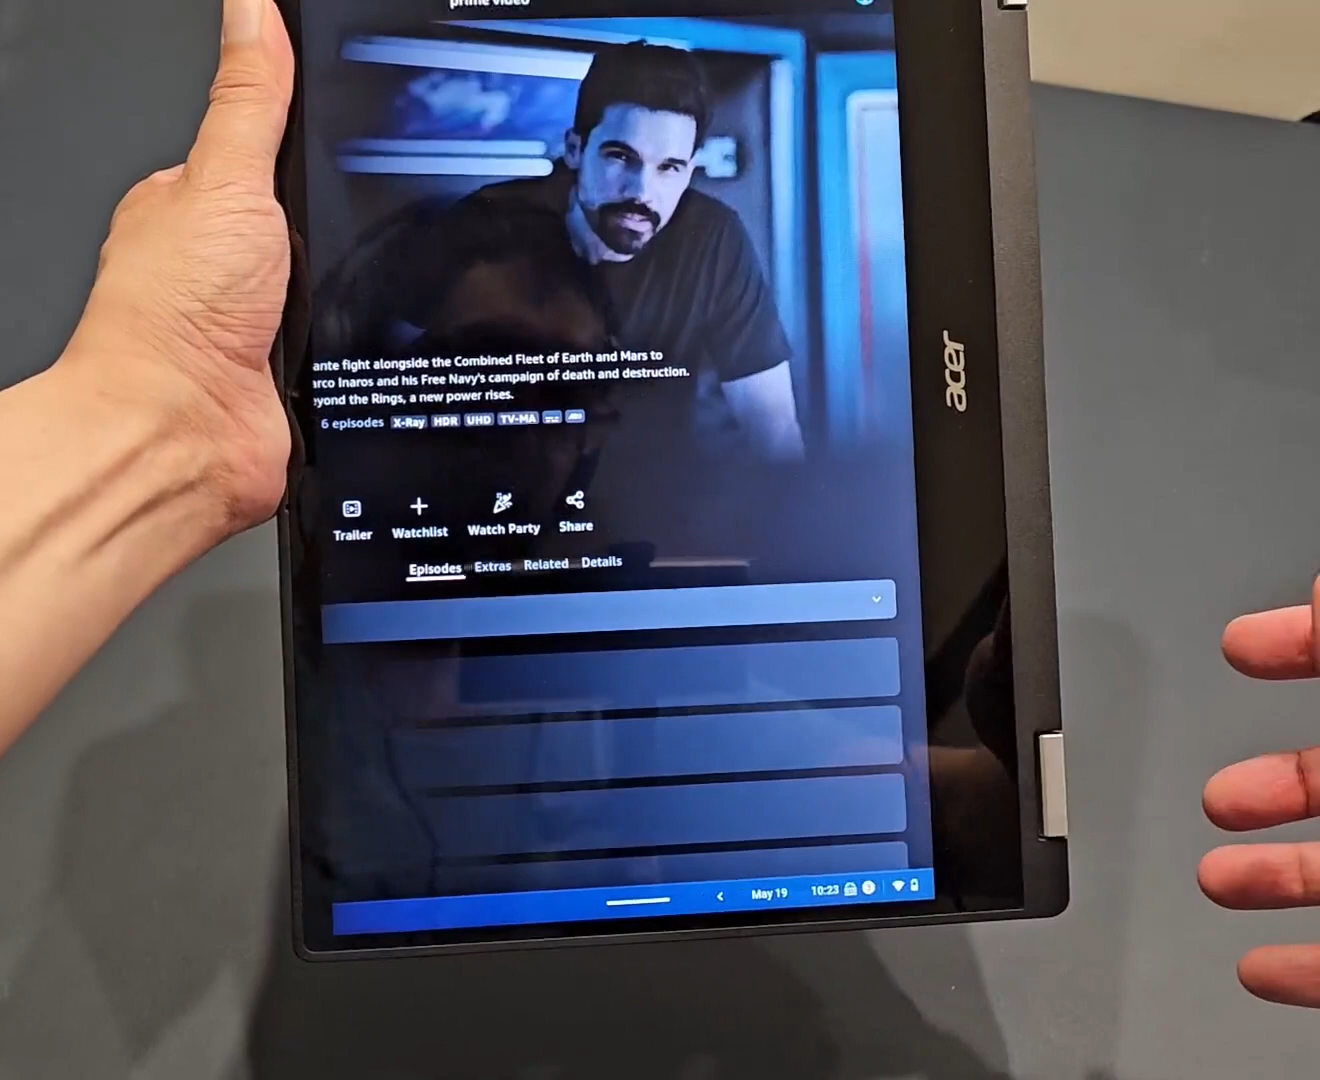 prime video
ante fight alongside the Combined Fleet of Earth and Mars to
arco Inaros and his Free Navy's campaign of death and destruction.
eyond the Rings, a new power rises.
6 episodes X-Ray HDR UHD TV-MA
Trailer Watchlist Watch Party Share
Episodes Extras Related Details
May 19 10:23
acer